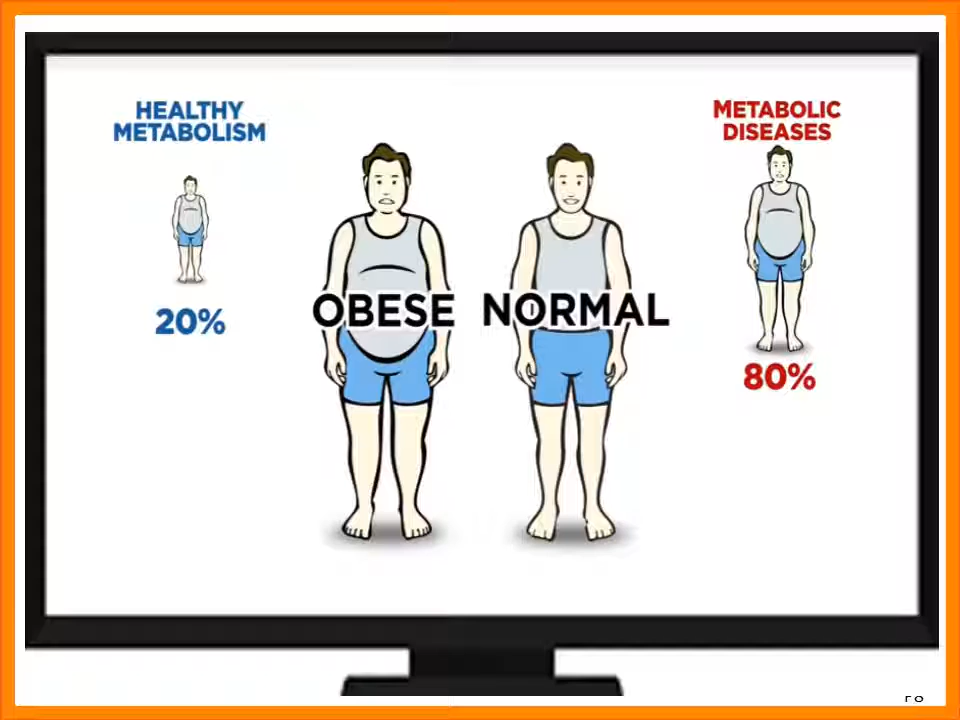 HEALTHY
METABOLISM
20%
OBESE NORMAL
METABOLIC
DISEASES
80%